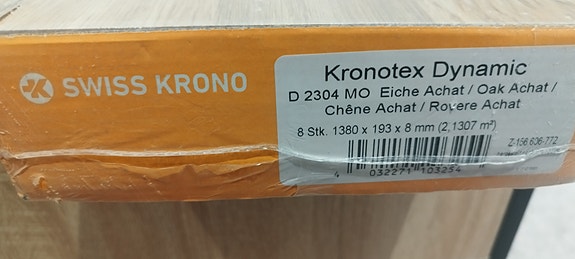 SWISS KRONO
Kronotex Dynamic
D 2304 MO Eiche Achat / Oak Achat /
Chêne Achat / Rovere Achat
8 Stk. 1380 x 193 x 8 mm (2,1307 m²)
Z-156.606-772
4 032271 103254